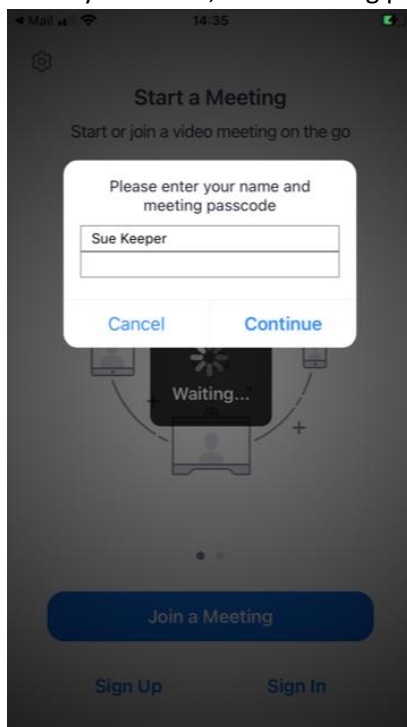 ◀ Mail
14:35
Start a Meeting
Start or join a video meeting on the go
Please enter your name and
meeting passcode
Sue Keeper
Cancel Continue
Waiting...
Join a Meeting
Sign Up Sign In